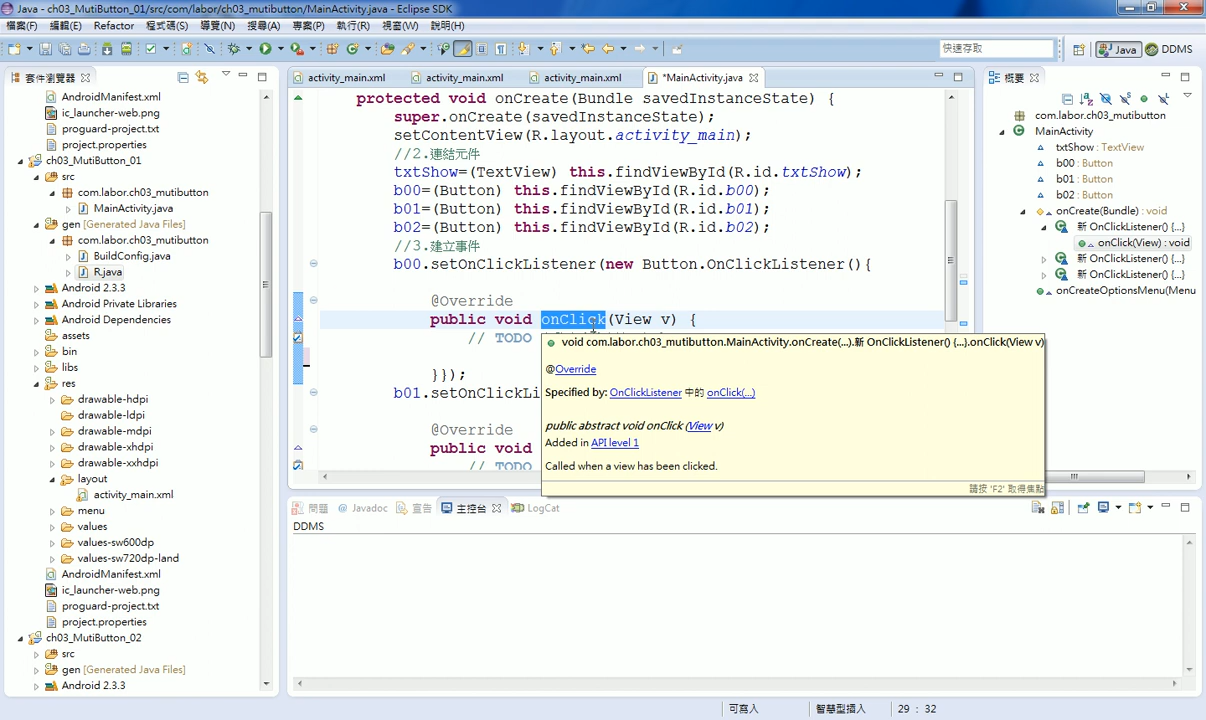 Java - ch03_MutiButton_01/src/com/labor/ch03_mutibutton/MainActivity.java - Eclipse SDK
檔案(F) 編輯(E) Refactor 程式碼(S) 導覽(N) 搜尋(A) 專案(P) 執行(R) 視窗(W) 說明(H)
快速存取 Java DDMS
套件瀏覽器
AndroidManifest.xml
ic_launcher-web.png
proguard-project.txt
project.properties
ch03_MutiButton_01
src
com.labor.ch03_mutibutton
MainActivity.java
gen [Generated Java Files]
com.labor.ch03_mutibutton
BuildConfig.java
R.java
Android 2.3.3
Android Private Libraries
Android Dependencies
assets
bin
libs
res
drawable-hdpi
drawable-ldpi
drawable-mdpi
drawable-xhdpi
drawable-xxhdpi
layout
activity_main.xml
menu
values
values-sw600dp
values-sw720dp-land
AndroidManifest.xml
ic_launcher-web.png
proguard-project.txt
project.properties
ch03_MutiButton_02
src
gen [Generated Java Files]
Android 2.3.3
activity_main.xml activity_main.xml activity_main.xml *MainActivity.java
protected void onCreate(Bundle savedInstanceState) {
super.onCreate(savedInstanceState);
setContentView(R.layout.activity_main);
//2.連結元件
txtShow=(TextView) this.findViewById(R.id.txtShow);
b00=(Button) this.findViewById(R.id.b00);
b01=(Button) this.findViewById(R.id.b01);
b02=(Button) this.findViewById(R.id.b02);
//3.建立事件
b00.setOnClickListener(new Button.OnClickListener(){
@Override
public void onClick(View v) {
// TODO
}});
b01.setOnClickLi
@Override
public void
// TODO
void com.labor.ch03_mutibutton.MainActivity.onCreate(...).新 OnClickListener() {...}.onClick(View v)
@Override
Specified by: OnClickListener 中的 onClick(...)
public abstract void onClick (View v)
Added in API level 1
Called when a view has been clicked.
請按 'F2' 取得焦點
概要
com.labor.ch03_mutibutton
MainActivity
txtShow : TextView
b00 : Button
b01 : Button
b02 : Button
onCreate(Bundle) : void
新 OnClickListener() {...}
onClick(View) : void
新 OnClickListener() {...}
新 OnClickListener() {...}
onCreateOptionsMenu(Menu
問題 @ Javadoc 宣告 主控台 LogCat
DDMS
可寫入 智慧型插入 29 : 32